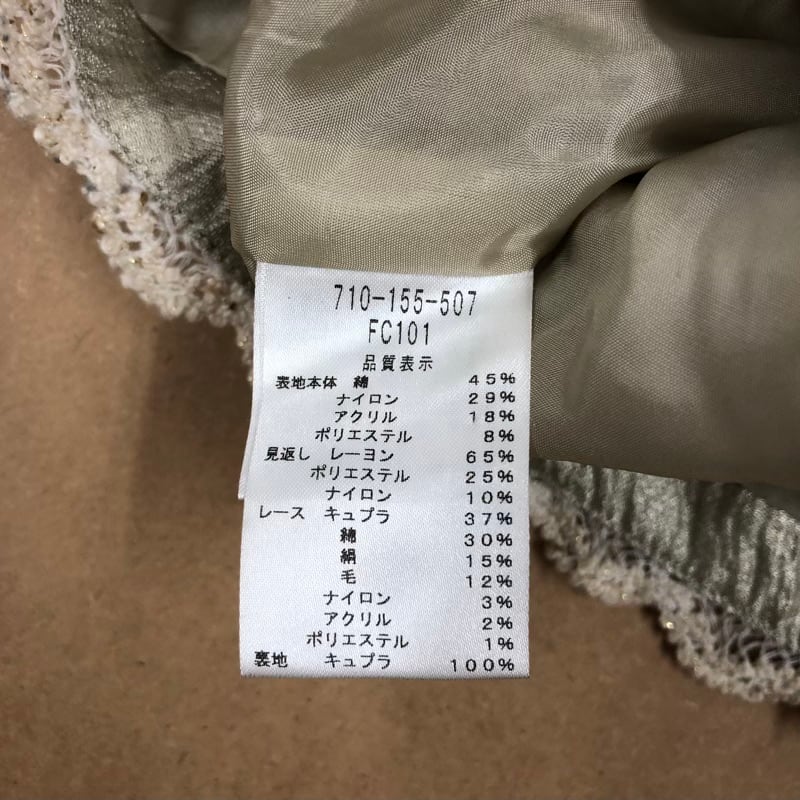 710-155-507
FC101
品質表示
表地本体 綿 45%
ナイロン 29%
アクリル 18%
ポリエステル 8%
見返し レーヨン 65%
ポリエステル 25%
ナイロン 10%
レース キュプラ 37%
綿 30%
絹 15%
毛 12%
ナイロン 3%
アクリル 2%
ポリエステル 1%
裏地 キュプラ 100%